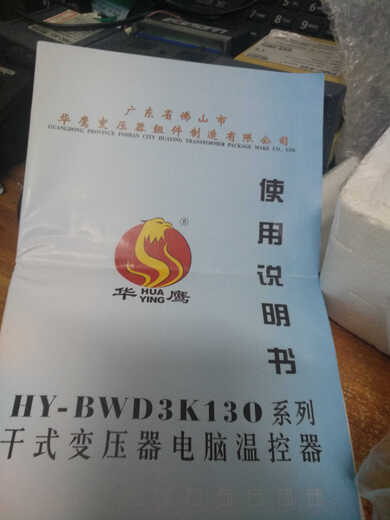 广东省佛山市
华鹰变压器组件制造有限公司
GUANGDONG PROVINCE FOSHAN CITY HUAYING TRANSFORMER PACKAGE MAKE CO., LTD
使用说明书
®
华 HUA YING 鹰
HY-BWD3K130系列
干式变压器电脑温控器